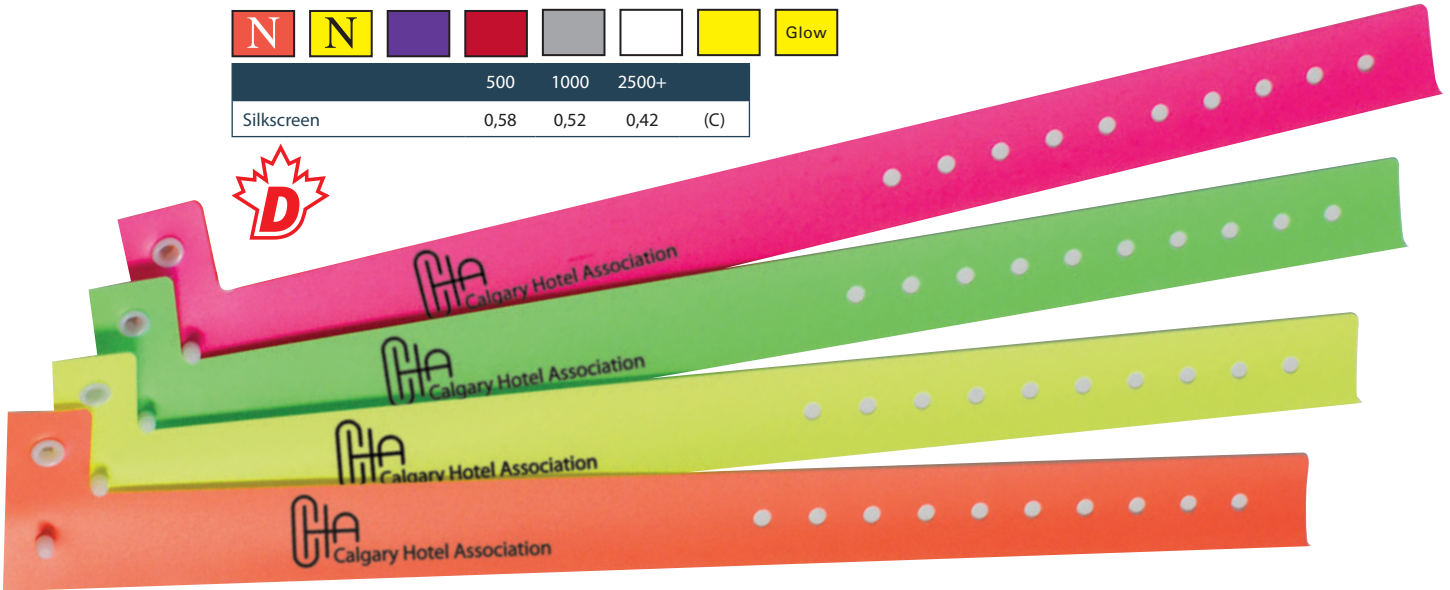 N N Glow
500 1000 2500+
Silkscreen 0,58 0,52 0,42 (C)
D
CHA
Calgary Hotel Association
CHA
Calgary Hotel Association
CHA
Calgary Hotel Association
CHA
Calgary Hotel Association